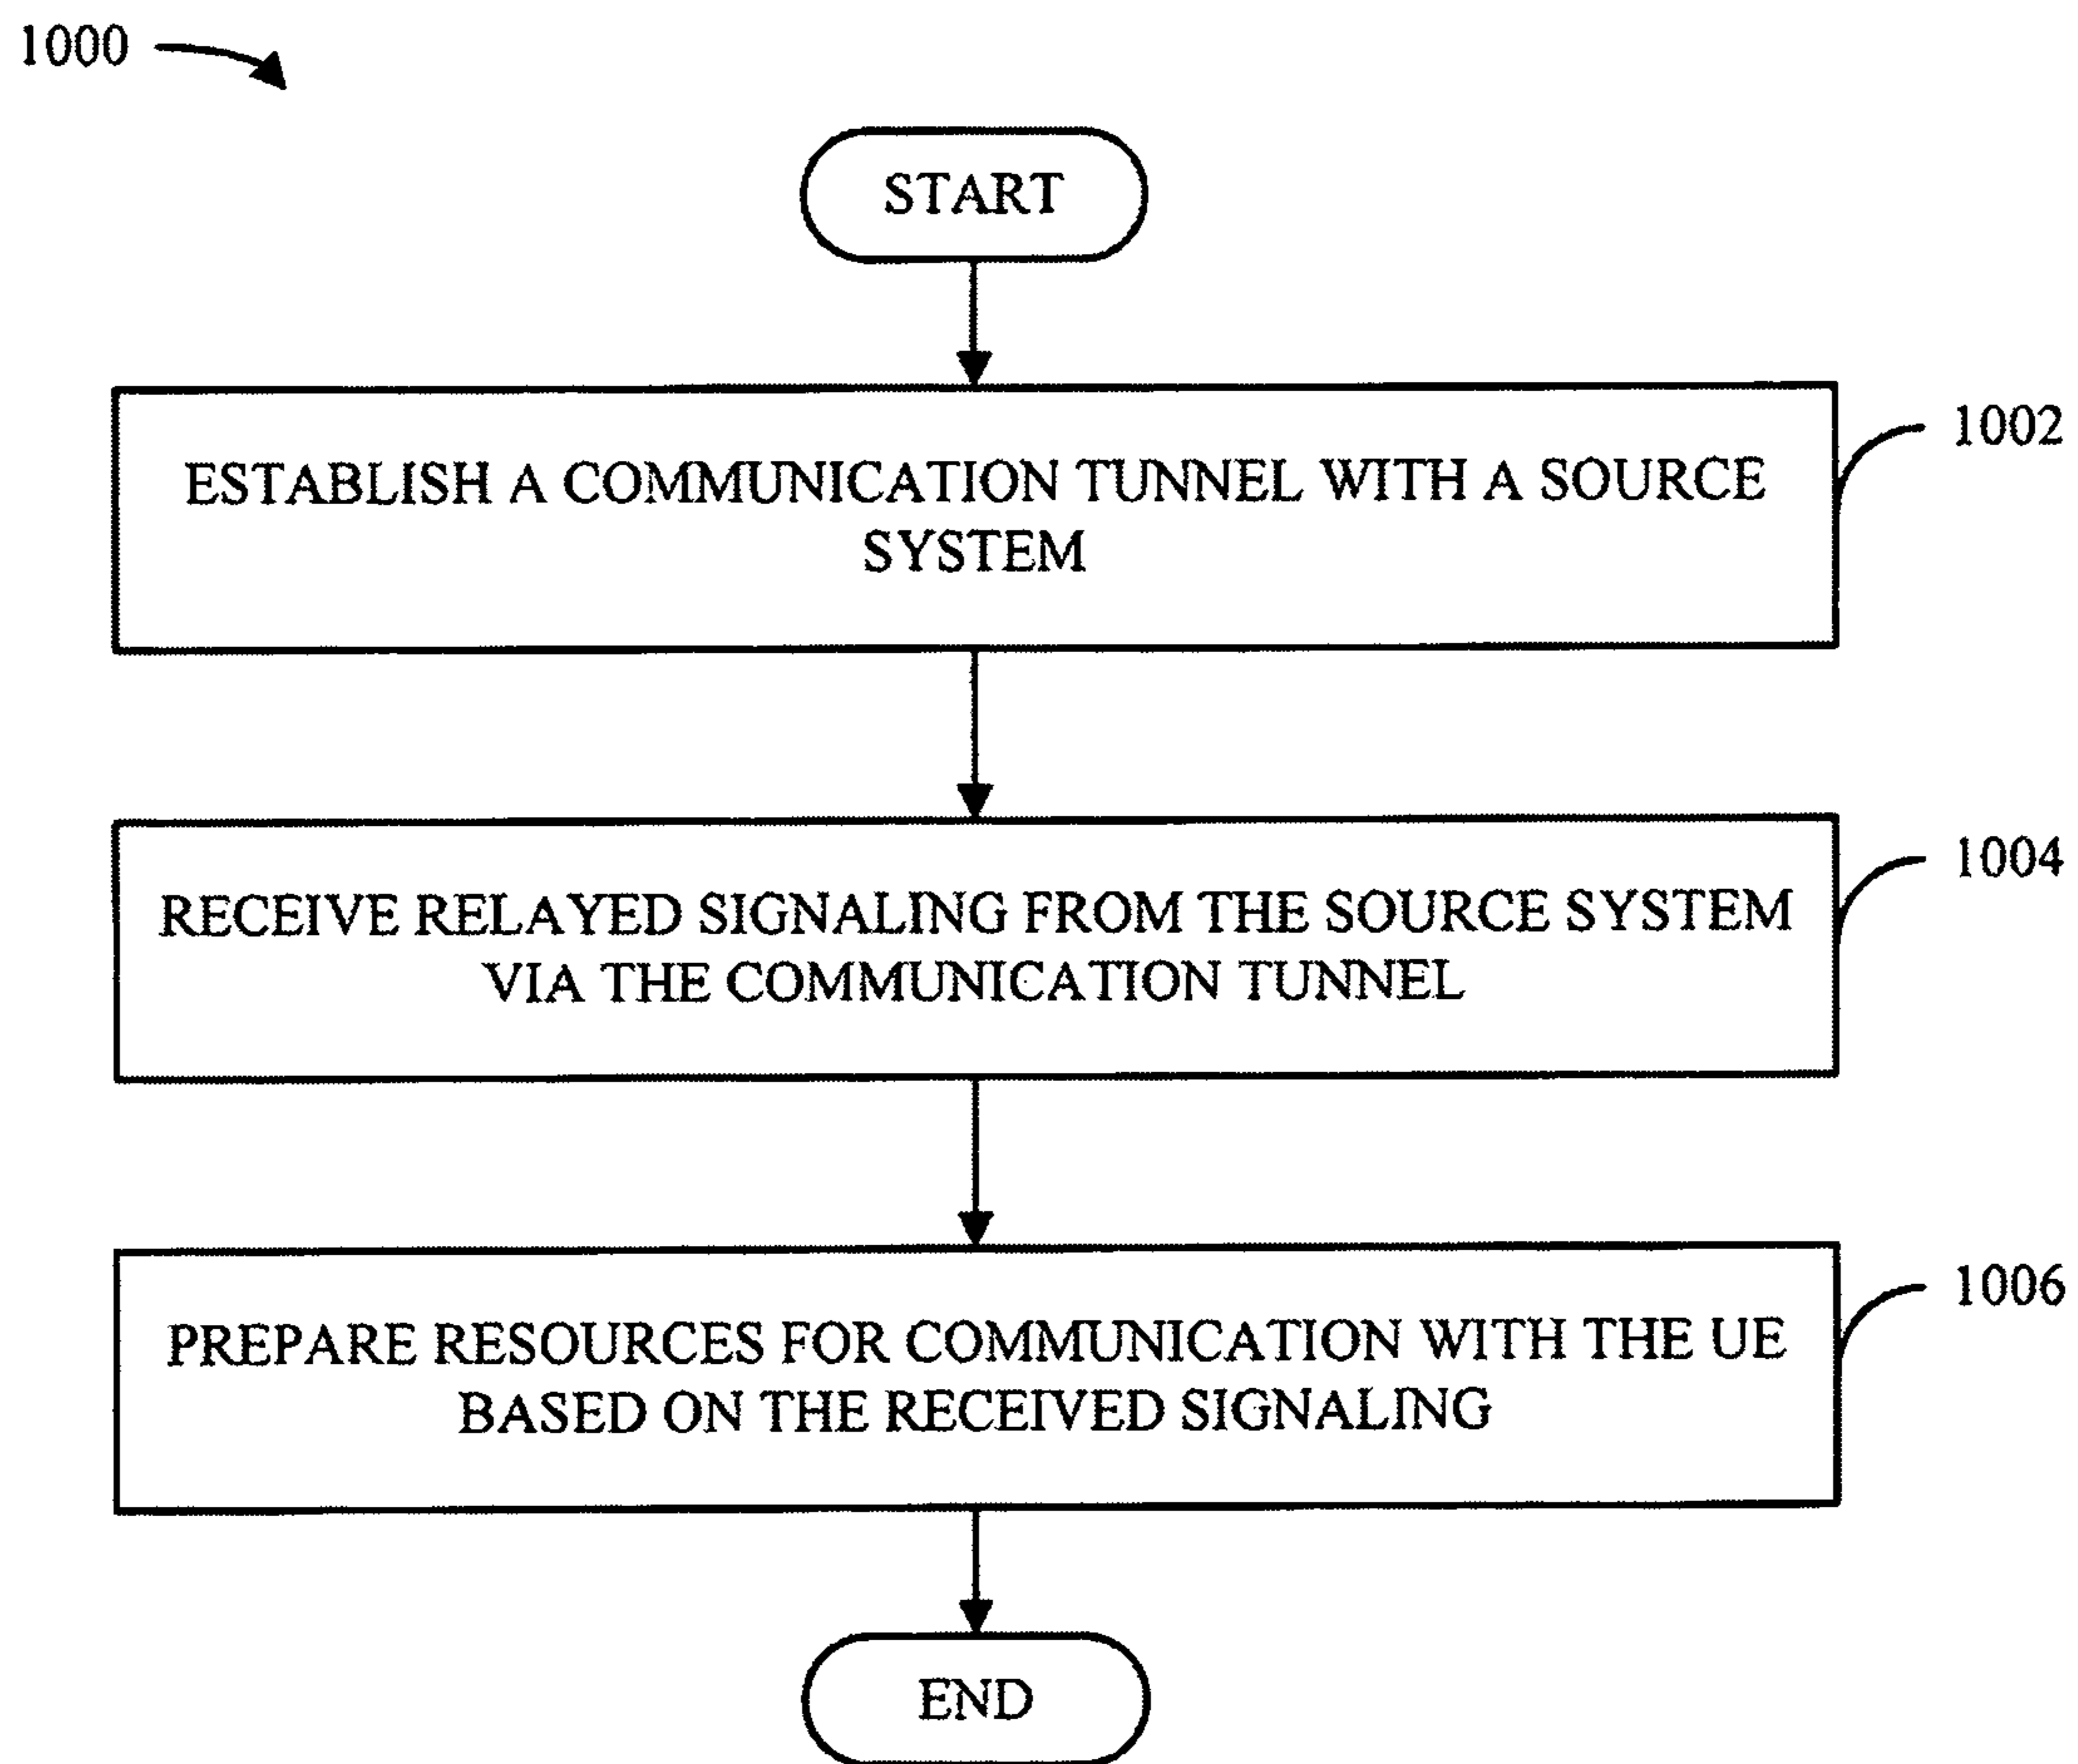 1000
START
ESTABLISH A COMMUNICATION TUNNEL WITH A SOURCE
SYSTEM
1002
RECEIVE RELAYED SIGNALING FROM THE SOURCE SYSTEM
VIA THE COMMUNICATION TUNNEL
1004
PREPARE RESOURCES FOR COMMUNICATION WITH THE UE
BASED ON THE RECEIVED SIGNALING
1006
END